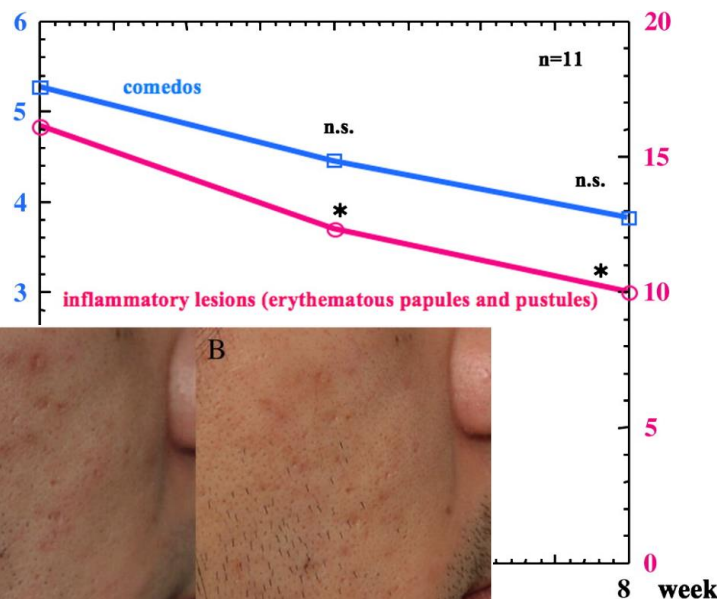 6
20
n=11
comedos
5
n.s.
15
n.s.
4
*
*
3
inflammatory lesions (erythematous papules and pustules)
10
B
5
0
8 week